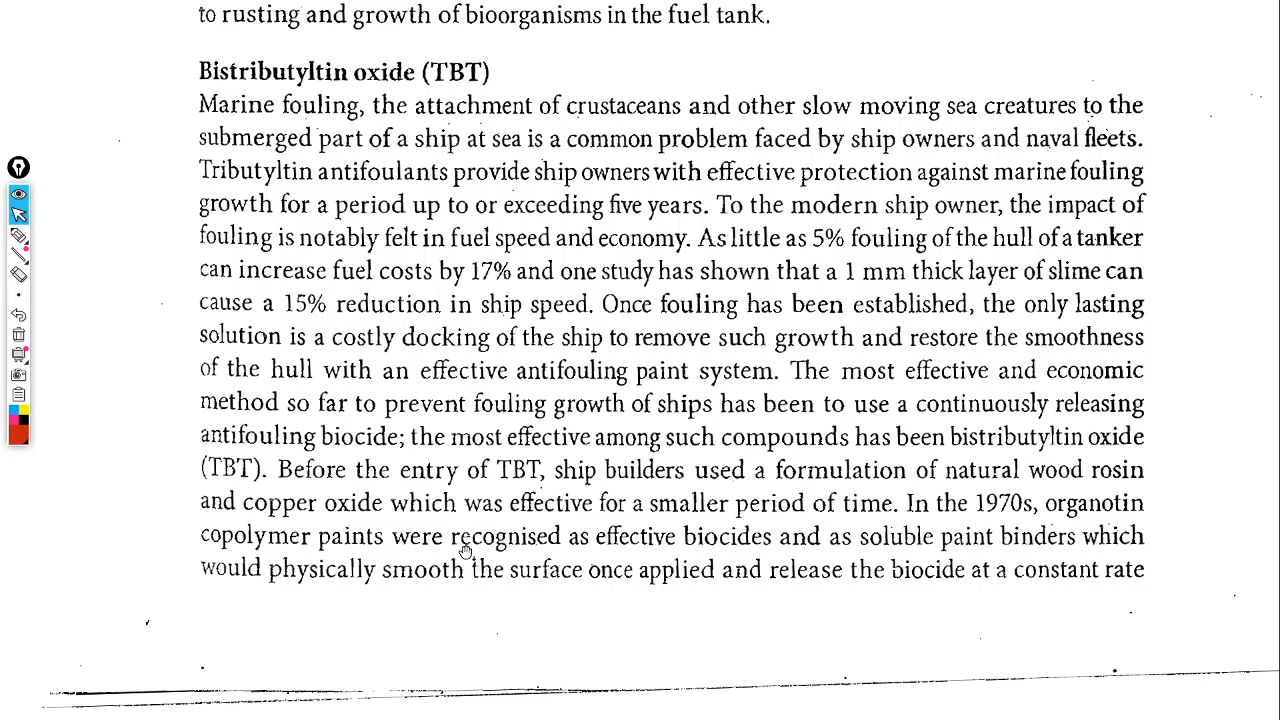 to rusting and growth of bioorganisms in the fuel tank.
Bistributyltin oxide (TBT)
Marine fouling, the attachment of crustaceans and other slow moving sea creatures to the
submerged part of a ship at sea is a common problem faced by ship owners and naval fleets.
Tributyltin antifoulants provide ship owners with effective protection against marine fouling
growth for a period up to or exceeding five years. To the modern ship owner, the impact of
fouling is notably felt in fuel speed and economy. As little as 5% fouling of the hull of a tanker
can increase fuel costs by 17% and one study has shown that a 1 mm thick layer of slime can
cause a 15% reduction in ship speed. Once fouling has been established, the only lasting
solution is a costly docking of the ship to remove such growth and restore the smoothness
of the hull with an effective antifouling paint system. The most effective and economic
method so far to prevent fouling growth of ships has been to use a continuously releasing
antifouling biocide; the most effective among such compounds has been bistributyltin oxide
(TBT). Before the entry of TBT, ship builders used a formulation of natural wood rosin
and copper oxide which was effective for a smaller period of time. In the 1970s, organotin
copolymer paints were recognised as effective biocides and as soluble paint binders which
would physically smooth the surface once applied and release the biocide at a constant rate